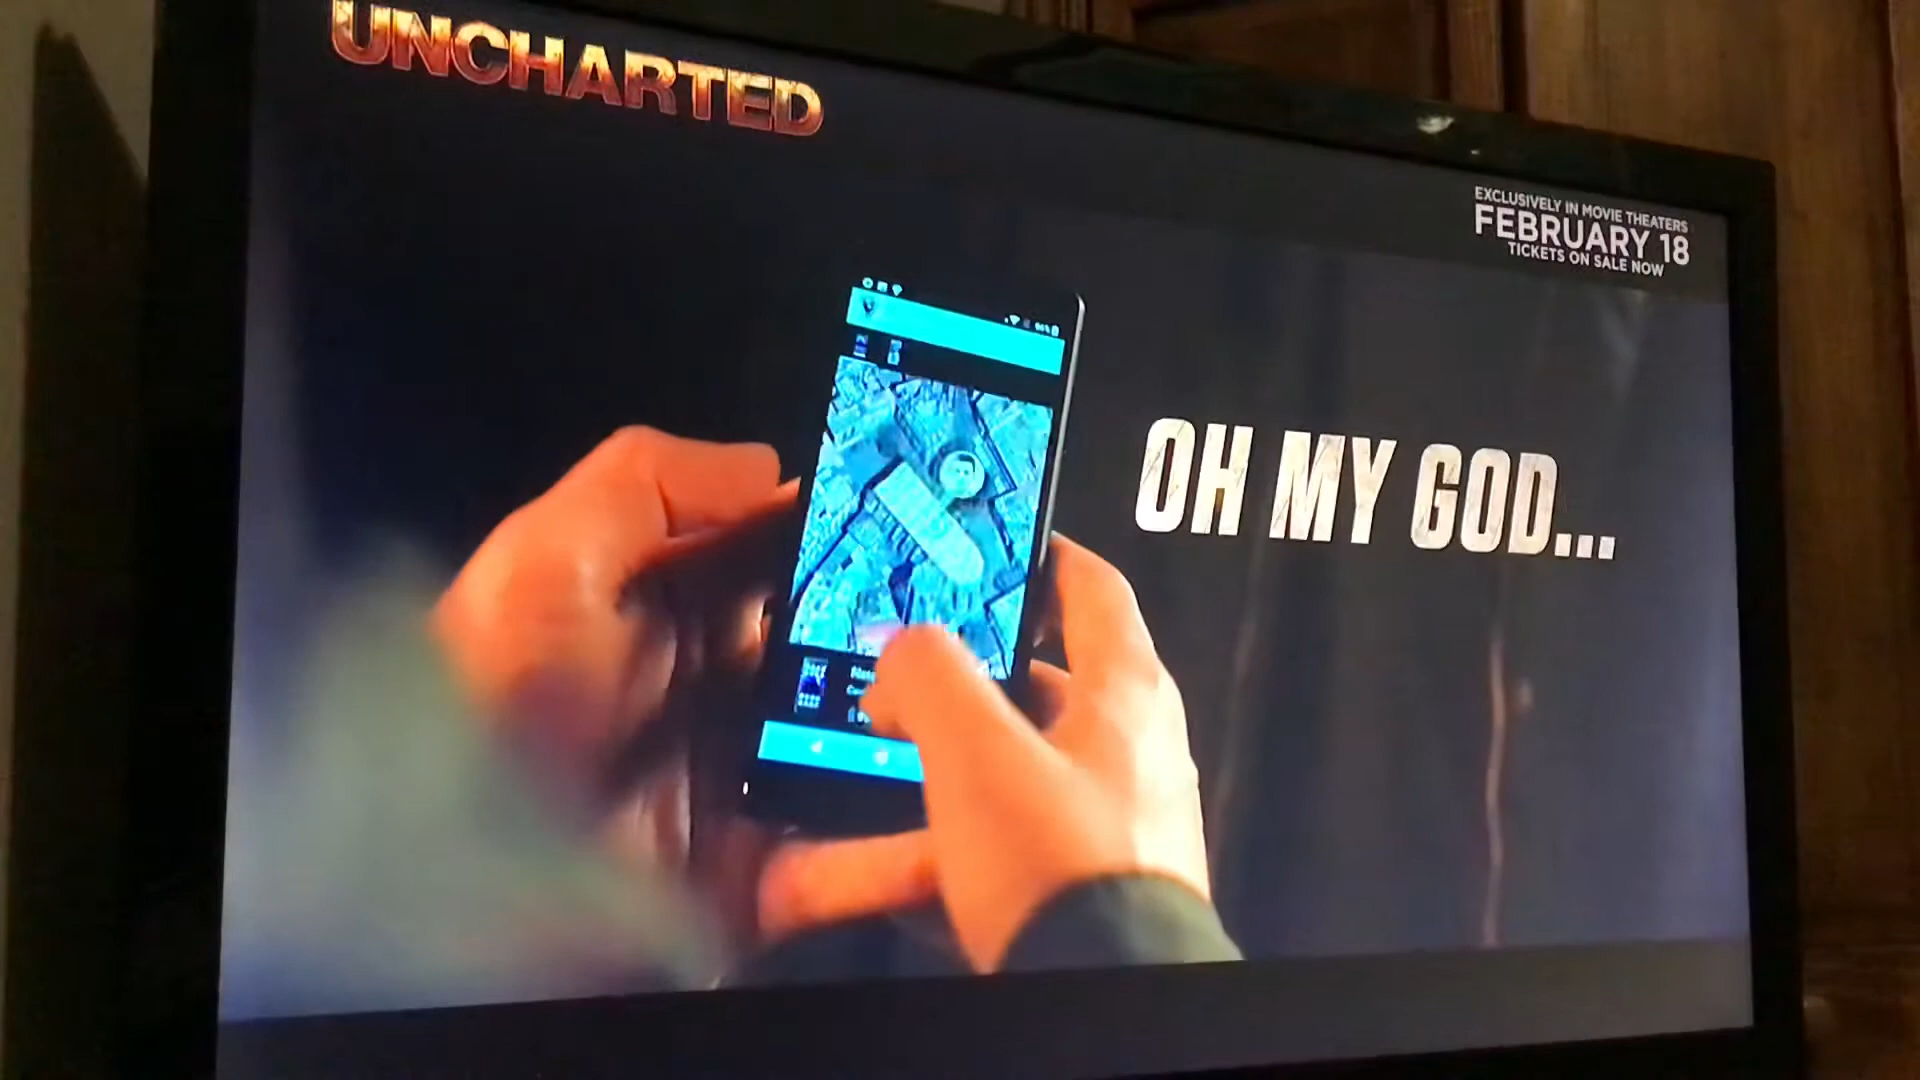 UNCHARTED
EXCLUSIVELY IN MOVIE THEATERS
FEBRUARY 18
TICKETS ON SALE NOW
OH MY GOD...